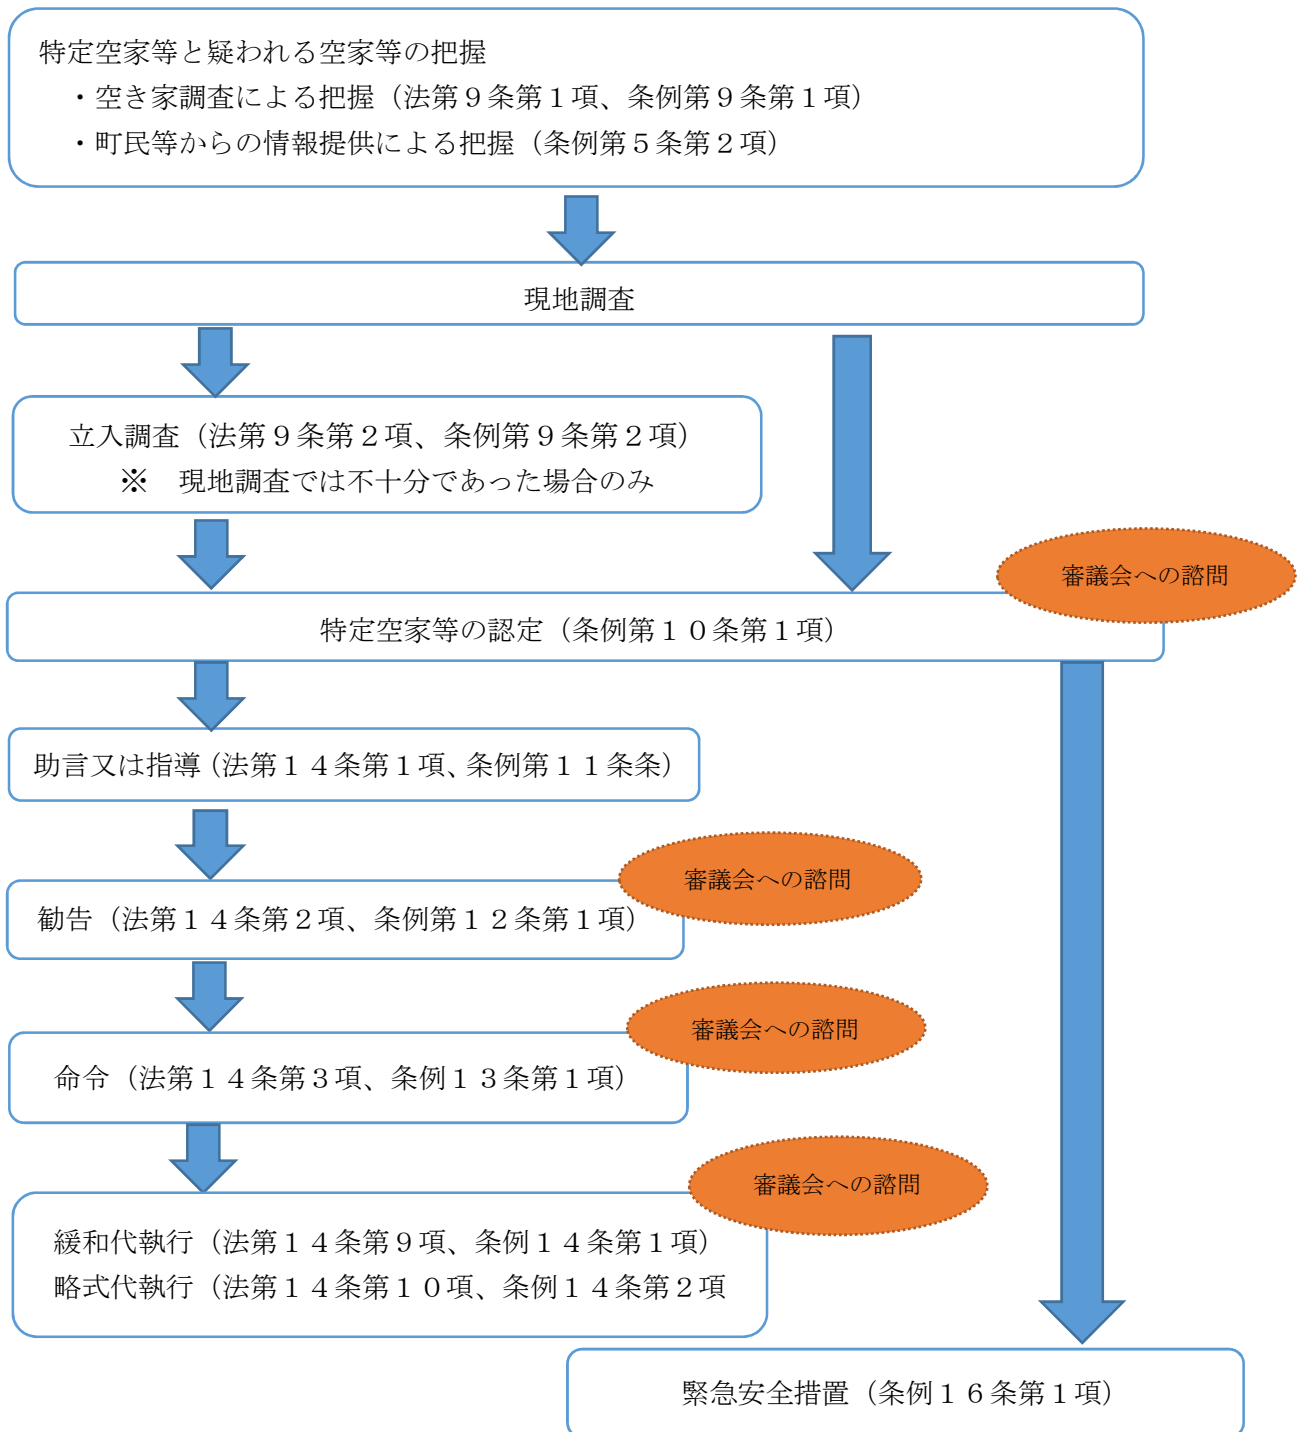 特定空家等と疑われる空家等の把握
・空き家調査による把握（法第９条第１項、条例第９条第１項）
・町民等からの情報提供による把握（条例第５条第２項）
現地調査
立入調査（法第９条第２項、条例第９条第２項）
※　現地調査では不十分であった場合のみ
審議会への諮問
特定空家等の認定（条例第１０条第１項）
助言又は指導（法第１４条第１項、条例第１１条条）
審議会への諮問
勧告（法第１４条第２項、条例第１２条第１項）
審議会への諮問
命令（法第１４条第３項、条例１３条第１項）
審議会への諮問
緩和代執行（法第１４条第９項、条例１４条第１項）
略式代執行（法第１４条第１０項、条例１４条第２項
緊急安全措置（条例１６条第１項）